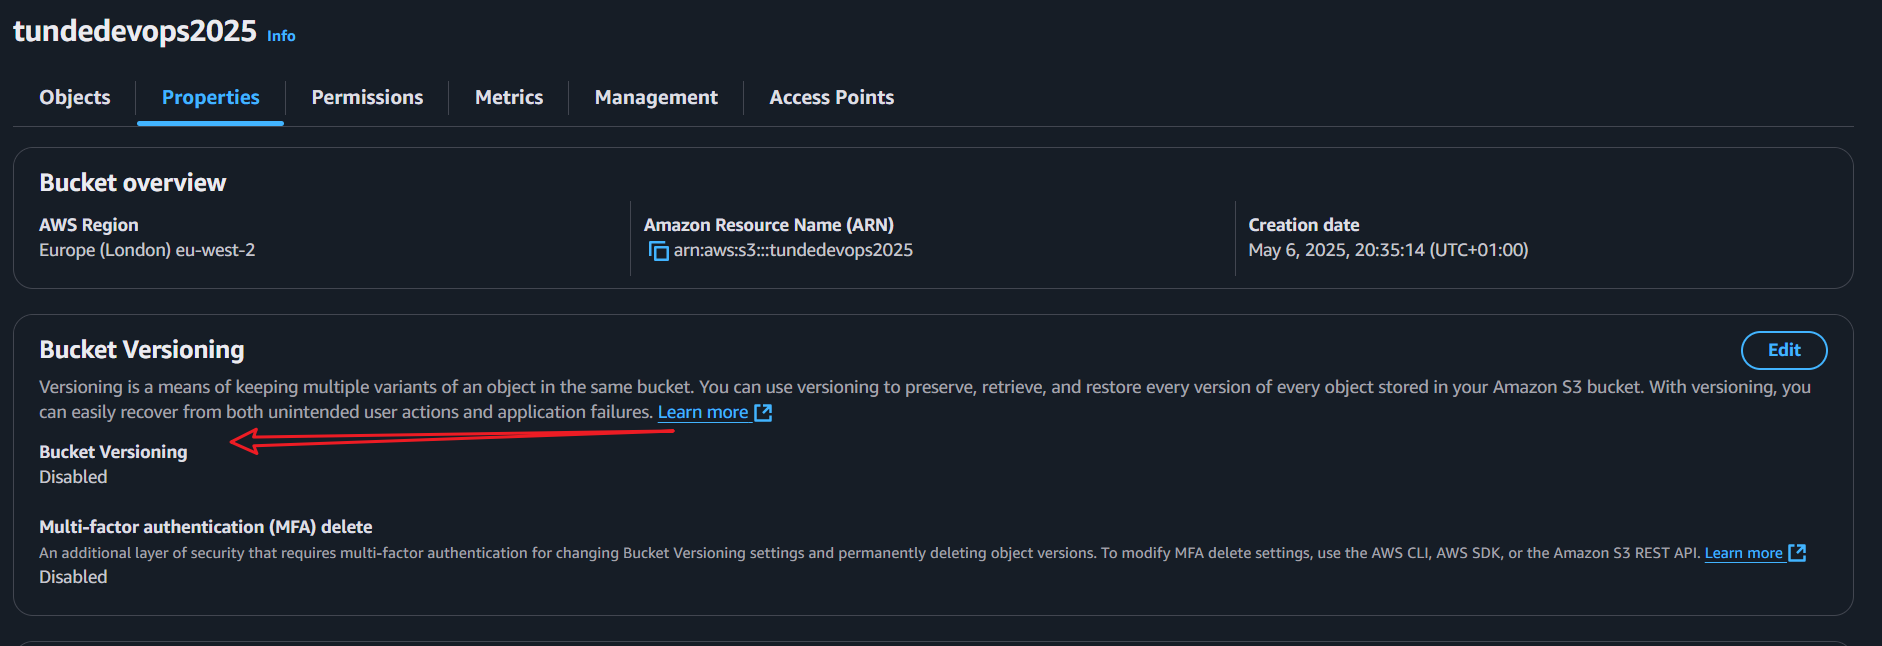 tundedevops2025 Info
Objects Properties Permissions Metrics Management Access Points
Bucket overview
AWS Region
Europe (London) eu-west-2
Amazon Resource Name (ARN)
arn:aws:s3:::tundedevops2025
Creation date
May 6, 2025, 20:35:14 (UTC+01:00)
Bucket Versioning
Edit
Versioning is a means of keeping multiple variants of an object in the same bucket. You can use versioning to preserve, retrieve, and restore every version of every object stored in your Amazon S3 bucket. With versioning, you
can easily recover from both unintended user actions and application failures. Learn more
Bucket Versioning
Disabled
Multi-factor authentication (MFA) delete
An additional layer of security that requires multi-factor authentication for changing Bucket Versioning settings and permanently deleting object versions. To modify MFA delete settings, use the AWS CLI, AWS SDK, or the Amazon S3 REST API. Learn more
Disabled